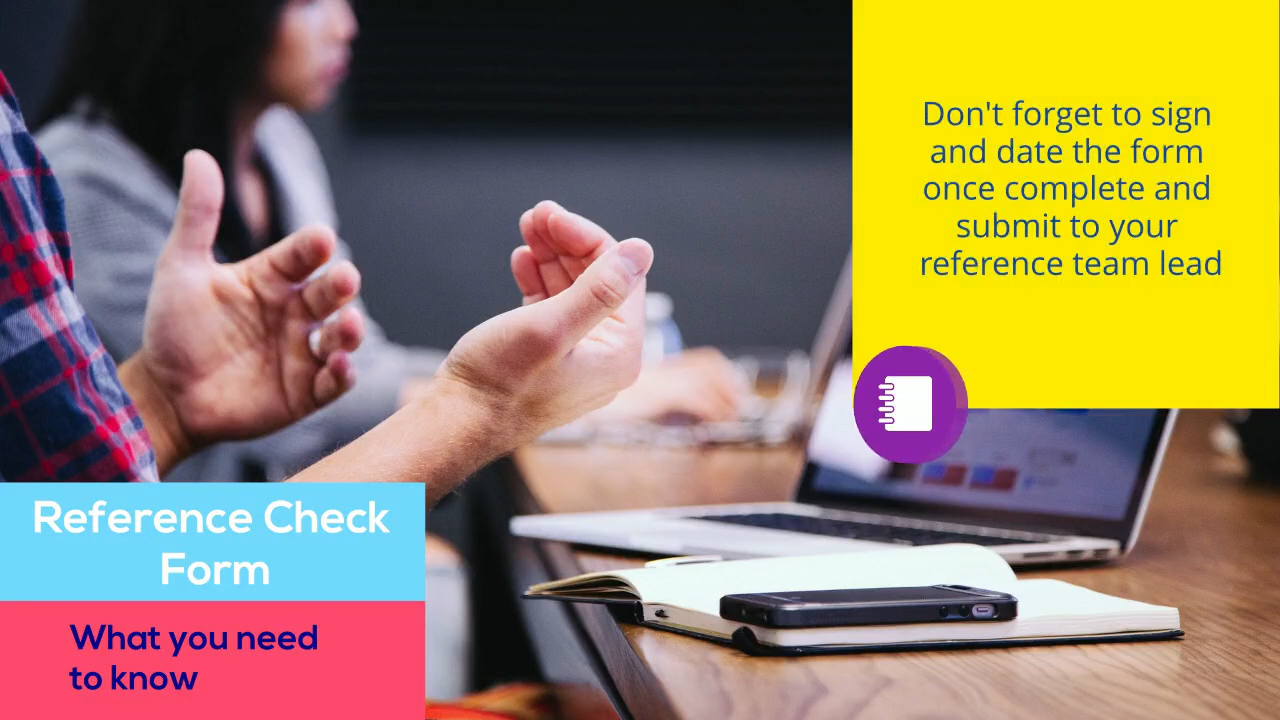 Don't forget to sign
and date the form
once complete and
submit to your
reference team lead
Reference Check
Form
What you need
to know